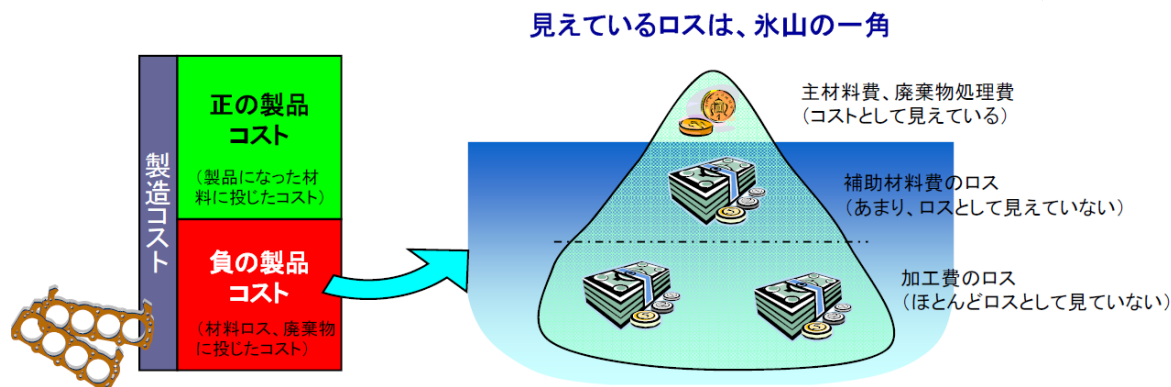 見えているロスは、氷山の一角
製造コスト
正の製品
コスト
（製品になった材
料に投じたコスト）
負の製品
コスト
（材料ロス、廃棄物
に投じたコスト）
主材料費、廃棄物処理費
（コストとして見えている）
補助材料費のロス
（あまり、ロスとして見えていない）
加工費のロス
（ほとんどロスとして見ていない）